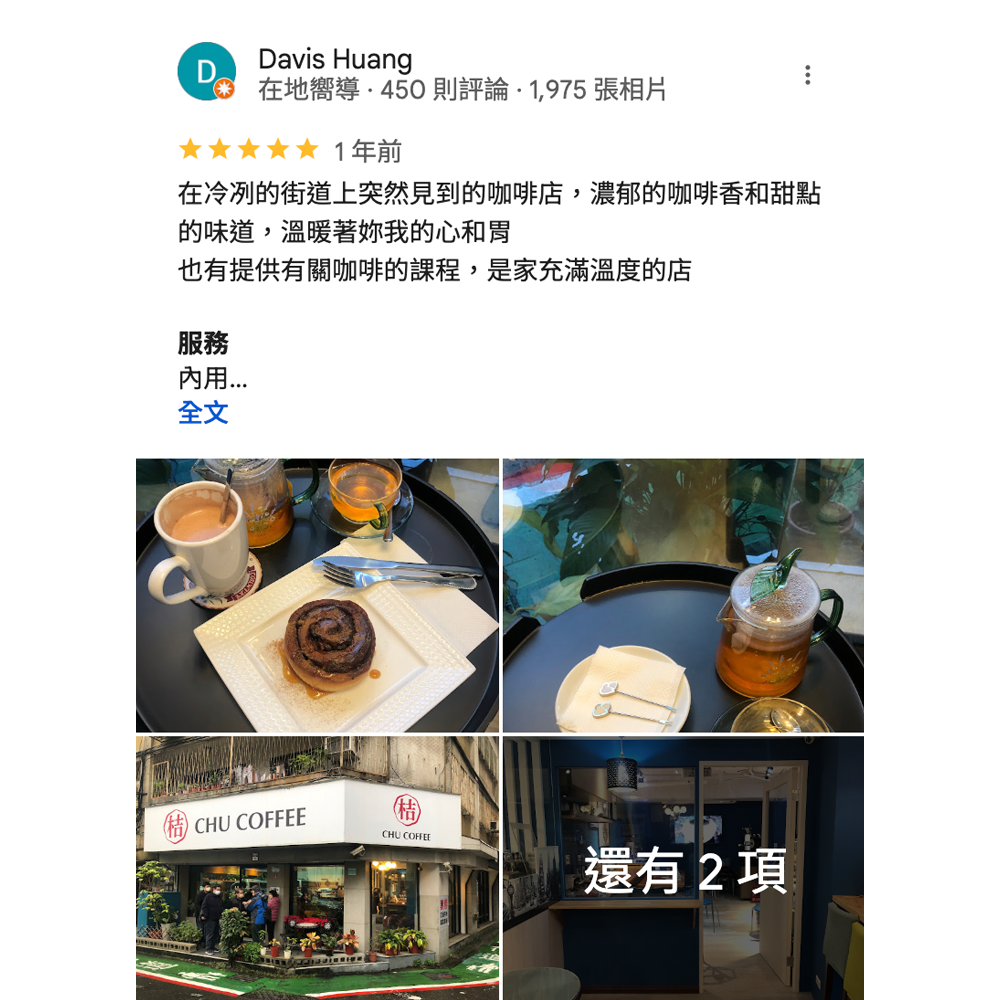 D
Davis Huang
在地嚮導 · 450 則評論 · 1,975 張相片
1 年前
在冷冽的街道上突然見到的咖啡店，濃郁的咖啡香和甜點
的味道，溫暖著妳我的心和胃
也有提供有關咖啡的課程，是家充滿溫度的店
服務
內用...
全文
桔 CHU COFFEE
桔
CHU COFFEE
還有 2 項